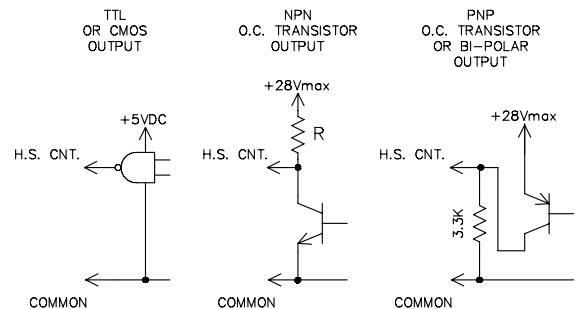 TTL
OR CMOS
OUTPUT
+5VDC
H.S. CNT.
COMMON
NPN
O.C. TRANSISTOR
OUTPUT
+28Vmax
R
H.S. CNT.
COMMON
PNP
O.C. TRANSISTOR
OR BI-POLAR
OUTPUT
+28Vmax
H.S. CNT.
3.3K
COMMON